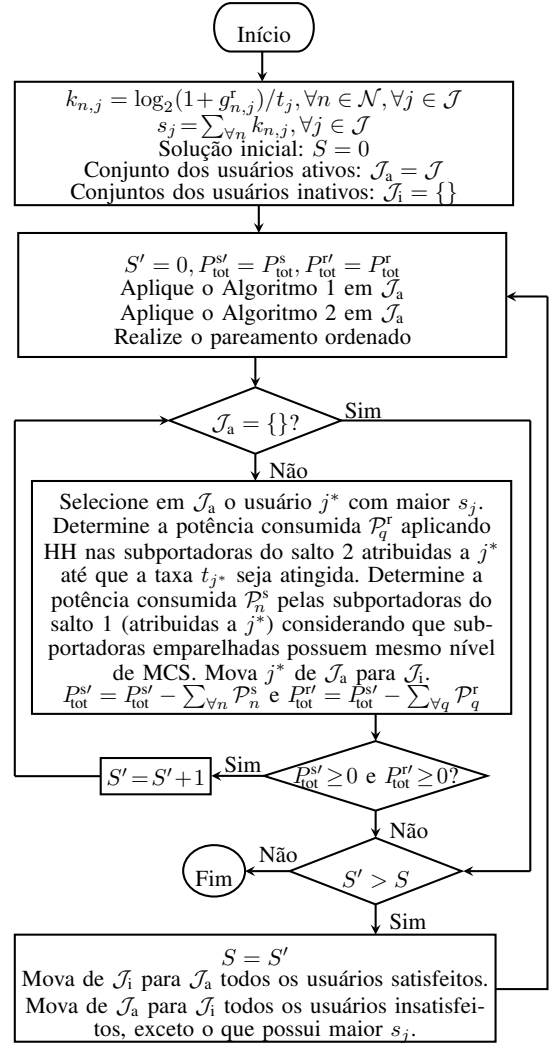 Início
k_{n,j} = log_2(1+ g^r_{n,j})/t_j, ∀n ∈ 𝒩, ∀j ∈ 𝒥
s_j = ∑_{∀n} k_{n,j}, ∀j ∈ 𝒥
Solução inicial: S = 0
Conjunto dos usuários ativos: 𝒥_a = 𝒥
Conjuntos dos usuários inativos: 𝒥_i = {}
S′ = 0, P^{s′}_{tot} = P^s_{tot}, P^{r′}_{tot} = P^r_{tot}
Aplique o Algoritmo 1 em 𝒥_a
Aplique o Algoritmo 2 em 𝒥_a
Realize o pareamento ordenado
𝒥_a = {}?
Sim
Não
Selecione em 𝒥_a o usuário j* com maior s_j.
Determine a potência consumida 𝒫^r_q aplicando
HH nas subportadoras do salto 2 atribuidas a j*
até que a taxa t_{j*} seja atingida. Determine a
potência consumida 𝒫^s_n pelas subportadoras do
salto 1 (atribuidas a j*) considerando que sub-
portadoras emparelhadas possuem mesmo nível
de MCS. Mova j* de 𝒥_a para 𝒥_i.
P^{s′}_{tot} = P^{s′}_{tot} − ∑_{∀n} 𝒫^s_n e P^{r′}_{tot} = P^{s′}_{tot} − ∑_{∀q} 𝒫^r_q
P^{s′}_{tot} ≥ 0 e P^{r′}_{tot} ≥ 0?
Sim
S′ = S′+1
Não
S′ > S
Não
Fim
Sim
S = S′
Mova de 𝒥_i para 𝒥_a todos os usuários satisfeitos.
Mova de 𝒥_a para 𝒥_i todos os usuários insatisfei-
tos, exceto o que possui maior s_j.